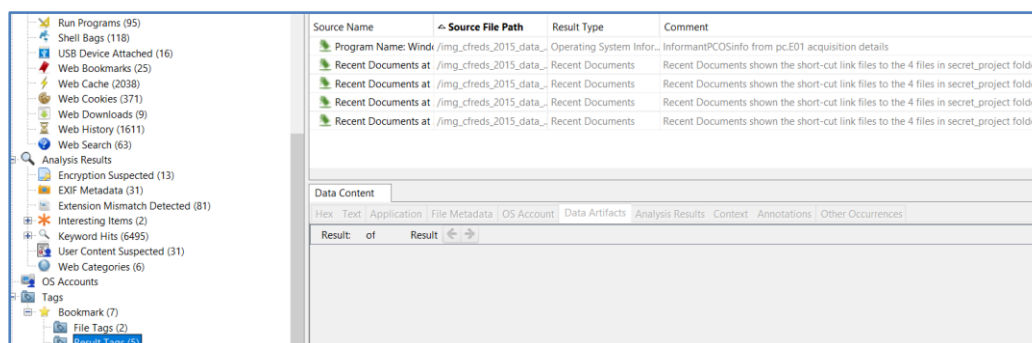 Run Programs (95)
Shell Bags (118)
USB Device Attached (16)
Web Bookmarks (25)
Web Cache (2038)
Web Cookies (371)
Web Downloads (9)
Web History (1611)
Web Search (63)
Analysis Results
Encryption Suspected (13)
EXIF Metadata (31)
Extension Mismatch Detected (81)
Interesting Items (2)
Keyword Hits (6495)
User Content Suspected (31)
Web Categories (6)
OS Accounts
Tags
Bookmark (7)
File Tags (2)
Result Tags (5)
Source Name Source File Path Result Type Comment
Program Name: Wind /img_cfreds_2015_data_... Operating System Infor... InformantPCOSinfo from pc.E01 acquisition details
Recent Documents at /img_cfreds_2015_data_... Recent Documents Recent Documents shown the short-cut link files to the 4 files in secret_project fold
Recent Documents at /img_cfreds_2015_data_... Recent Documents Recent Documents shown the short-cut link files to the 4 files in secret_project fold
Recent Documents at /img_cfreds_2015_data_... Recent Documents Recent Documents shown the short-cut link files to the 4 files in secret_project fold
Recent Documents at /img_cfreds_2015_data_... Recent Documents Recent Documents shown the short-cut link files to the 4 files in secret_project fold
Data Content
Hex Text Application File Metadata OS Account Data Artifacts Analysis Results Context Annotations Other Occurrences
Result: of Result